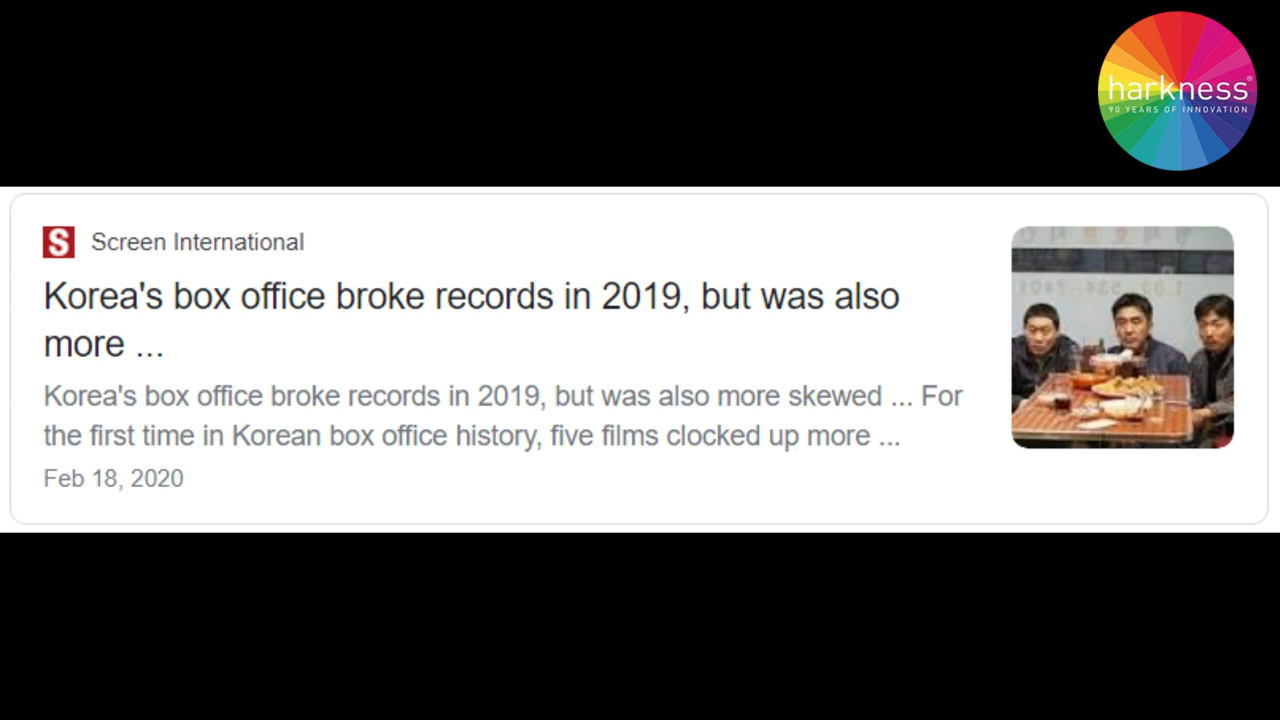 harkness®
90 YEARS OF INNOVATION
S Screen International
Korea's box office broke records in 2019, but was also
more ...
Korea's box office broke records in 2019, but was also more skewed ... For
the first time in Korean box office history, five films clocked up more ...
Feb 18, 2020